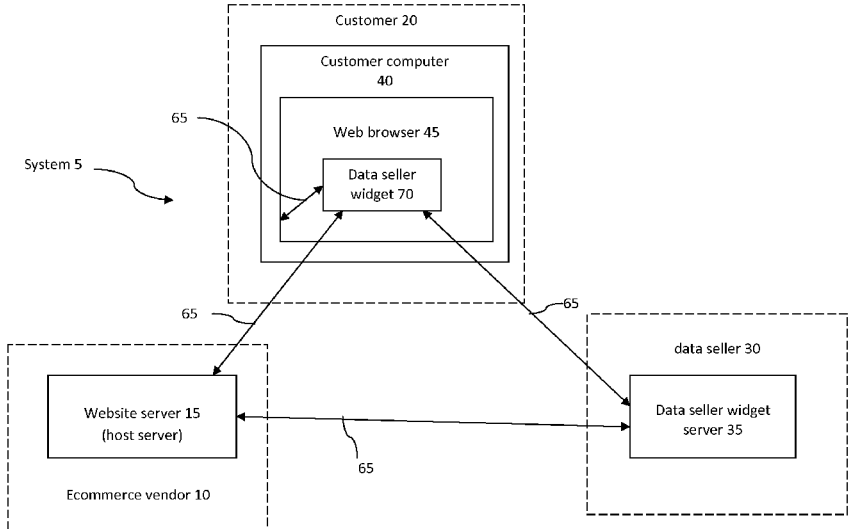 Customer 20
Customer computer
40
65
Web browser 45
System 5
Data seller
widget 70
65
65
data seller 30
Website server 15
(host server)
Data seller widget
server 35
65
Ecommerce vendor 10